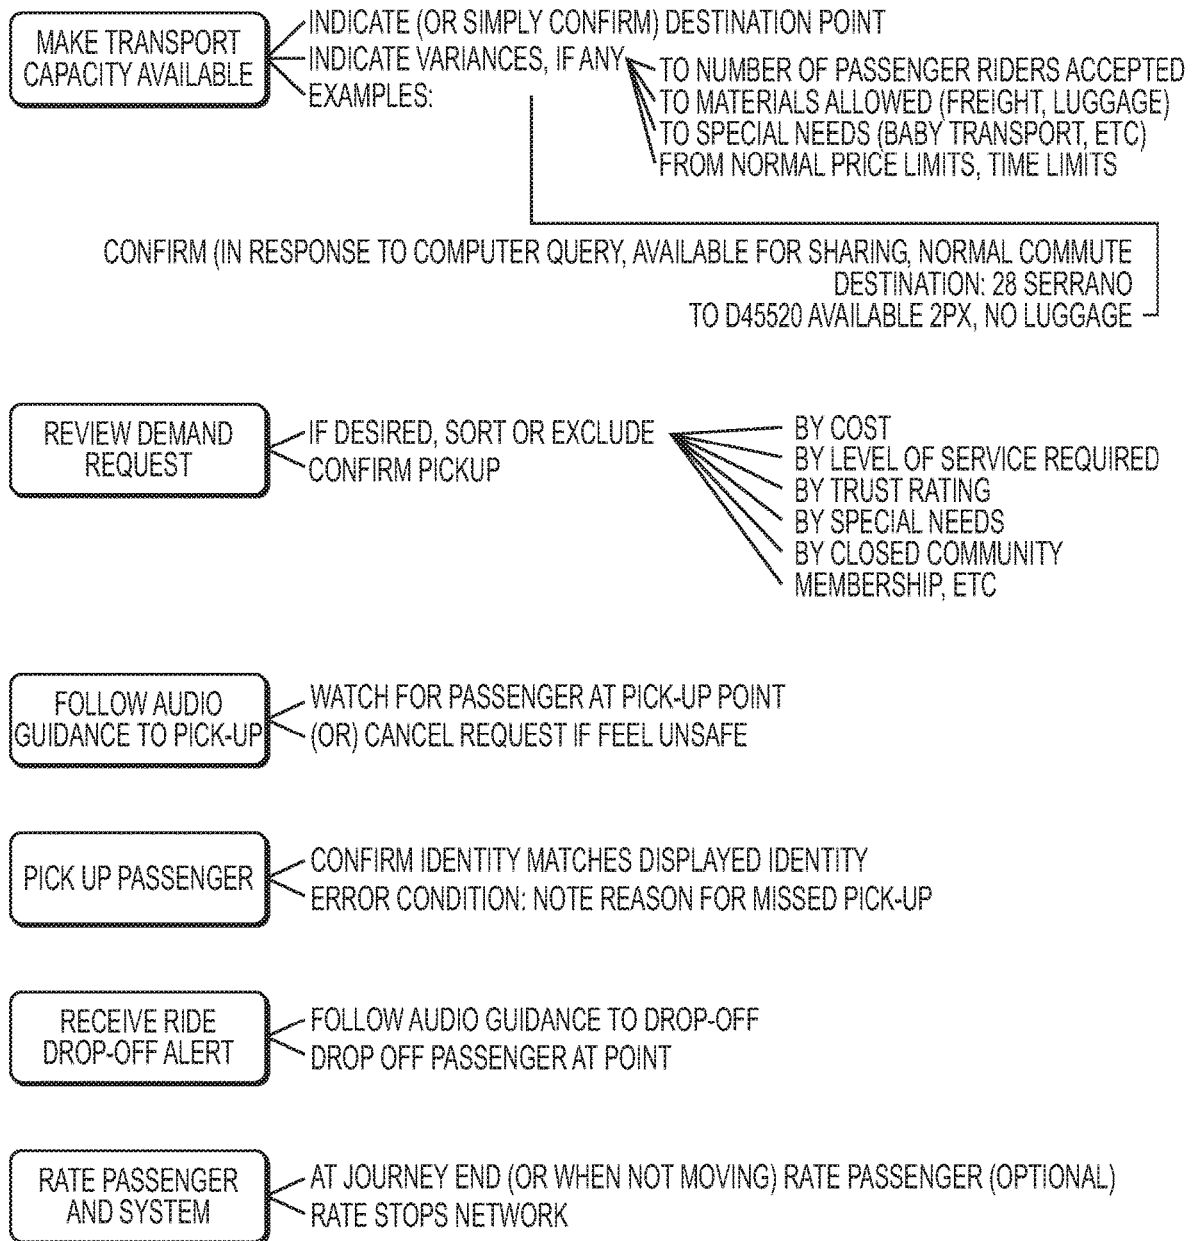 MAKE TRANSPORT
CAPACITY AVAILABLE
INDICATE (OR SIMPLY CONFIRM) DESTINATION POINT
INDICATE VARIANCES, IF ANY
EXAMPLES:
TO NUMBER OF PASSENGER RIDERS ACCEPTED
TO MATERIALS ALLOWED (FREIGHT, LUGGAGE)
TO SPECIAL NEEDS (BABY TRANSPORT, ETC)
FROM NORMAL PRICE LIMITS, TIME LIMITS
CONFIRM (IN RESPONSE TO COMPUTER QUERY, AVAILABLE FOR SHARING, NORMAL COMMUTE
DESTINATION: 28 SERRANO
TO D45520 AVAILABLE 2PX, NO LUGGAGE
REVIEW DEMAND
REQUEST
IF DESIRED, SORT OR EXCLUDE
CONFIRM PICKUP
BY COST
BY LEVEL OF SERVICE REQUIRED
BY TRUST RATING
BY SPECIAL NEEDS
BY CLOSED COMMUNITY
MEMBERSHIP, ETC
FOLLOW AUDIO
GUIDANCE TO PICK-UP
WATCH FOR PASSENGER AT PICK-UP POINT
(OR) CANCEL REQUEST IF FEEL UNSAFE
PICK UP PASSENGER
CONFIRM IDENTITY MATCHES DISPLAYED IDENTITY
ERROR CONDITION: NOTE REASON FOR MISSED PICK-UP
RECEIVE RIDE
DROP-OFF ALERT
FOLLOW AUDIO GUIDANCE TO DROP-OFF
DROP OFF PASSENGER AT POINT
RATE PASSENGER
AND SYSTEM
AT JOURNEY END (OR WHEN NOT MOVING) RATE PASSENGER (OPTIONAL)
RATE STOPS NETWORK